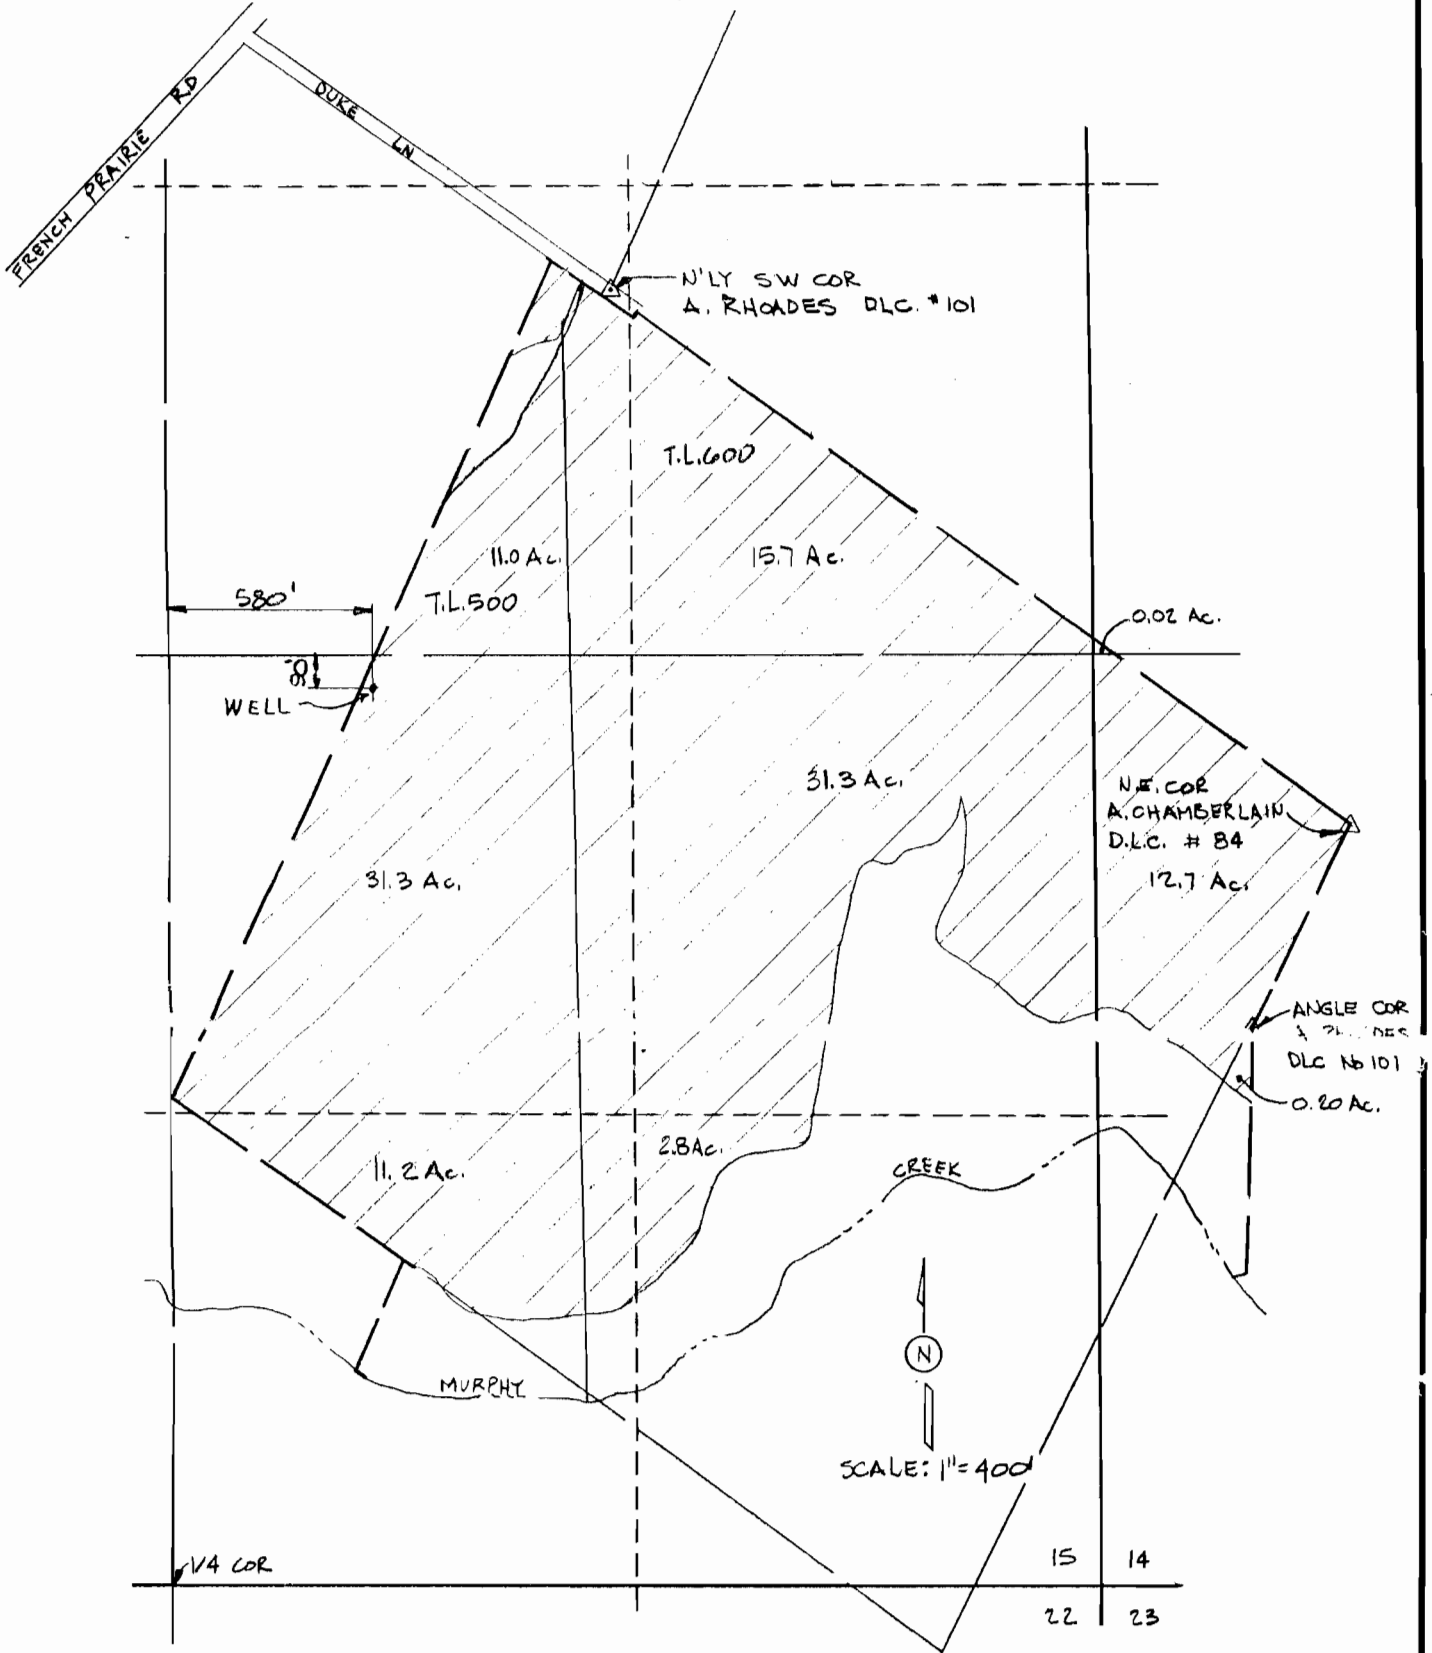 FRENCH PRAIRIE RD
DUKE LN
N'LY SW COR
A. RHOADES DLC. #101
T.L.600
11.0 Ac.
15.7 Ac.
580'
T.L.500
0.02 Ac.
WELL
31.3 Ac.
N.E. COR
A. CHAMBERLAIN
D.L.C. # 84
12.7 Ac.
31.3 Ac.
ANGLE COR
DLC No 101
0.20 Ac.
2.8 Ac.
11.2 Ac.
CREEK
MURPHY
N
SCALE: 1"=400'
1/4 COR
15 14
22 23